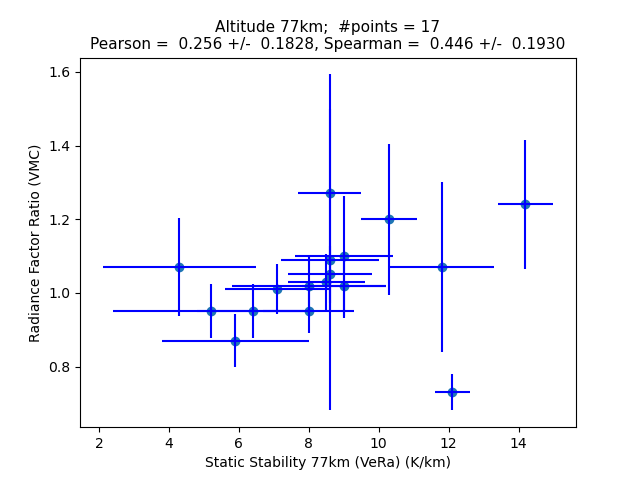 Altitude 77km;  #points = 17
Pearson =  0.256 +/-  0.1828, Spearman =  0.446 +/-  0.1930
1.6
1.4
1.2
1.0
0.8
Radiance Factor Ratio (VMC)
2 4 6 8 10 12 14
Static Stability 77km (VeRa) (K/km)